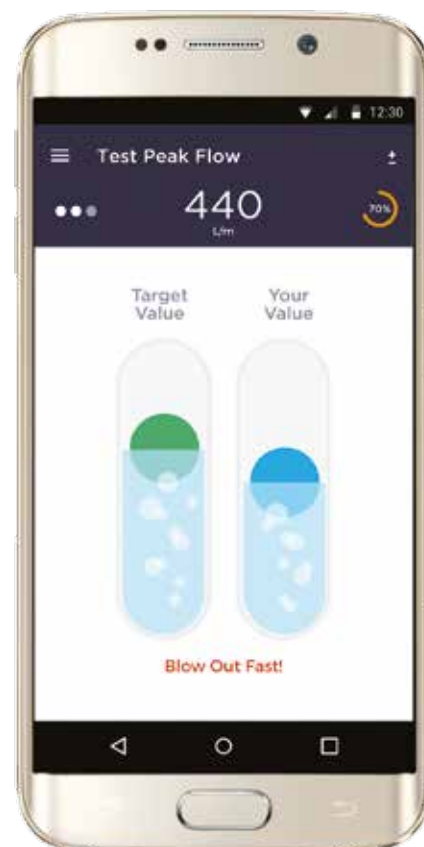 12:30
Test Peak Flow
440
70%
L/m
Target
Value
Your
Value
Blow Out Fast!